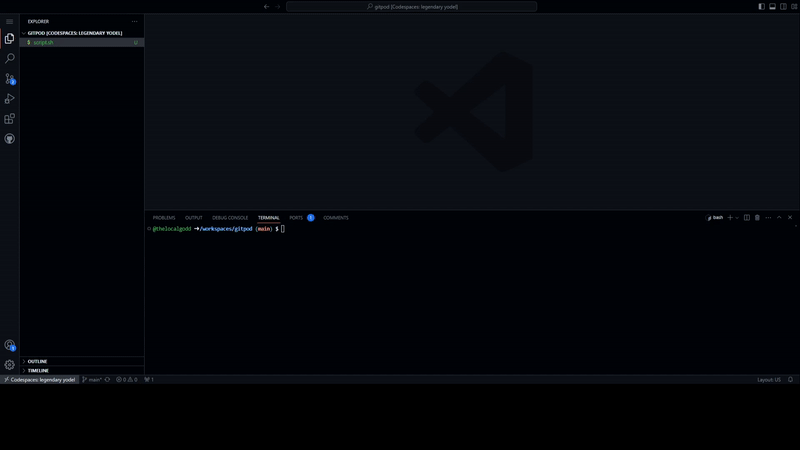 gitpod [Codespaces: legendary yodel]
EXPLORER
GITPOD [CODESPACES: LEGENDARY YODEL]
$ script.sh U
PROBLEMS OUTPUT DEBUG CONSOLE TERMINAL PORTS 1 COMMENTS
bash
@thelocalgodd ➜/workspaces/gitpod (main) $
OUTLINE
TIMELINE
Codespaces: legendary yodel main* 0 0 1 Layout: US